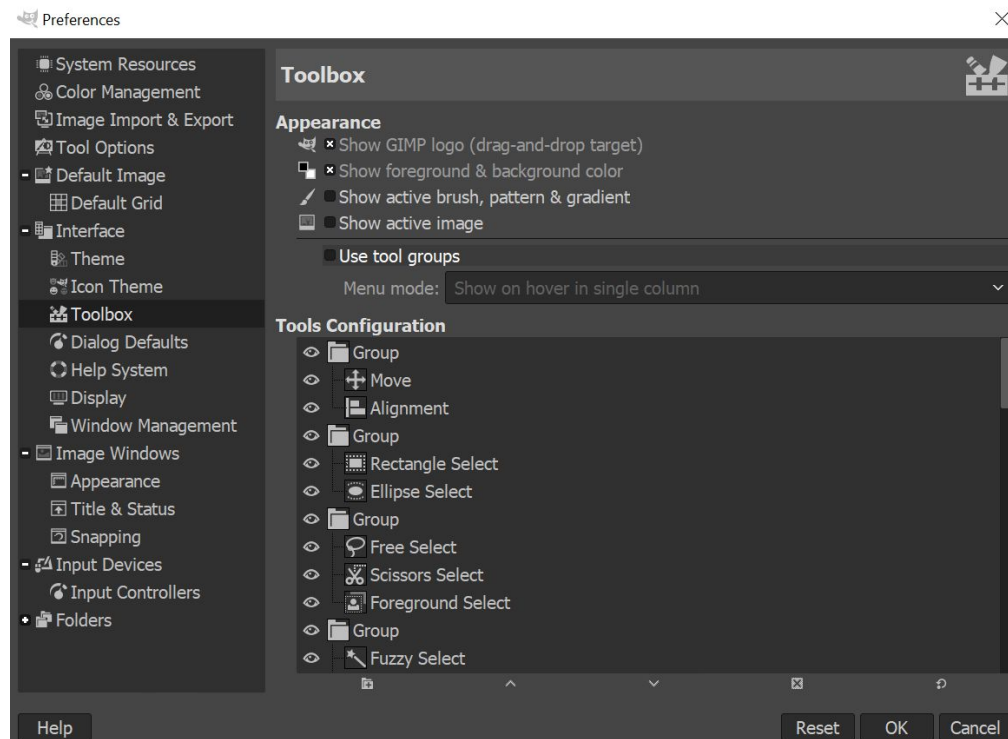 Preferences
System Resources
Color Management
Image Import & Export
Tool Options
Default Image
Default Grid
Interface
Theme
Icon Theme
Toolbox
Dialog Defaults
Help System
Display
Window Management
Image Windows
Appearance
Title & Status
Snapping
Input Devices
Input Controllers
Folders
Toolbox
Appearance
Show GIMP logo (drag-and-drop target)
Show foreground & background color
Show active brush, pattern & gradient
Show active image
Use tool groups
Menu mode: Show on hover in single column
Tools Configuration
Group
Move
Alignment
Group
Rectangle Select
Ellipse Select
Group
Free Select
Scissors Select
Foreground Select
Group
Fuzzy Select
Help Reset OK Cancel